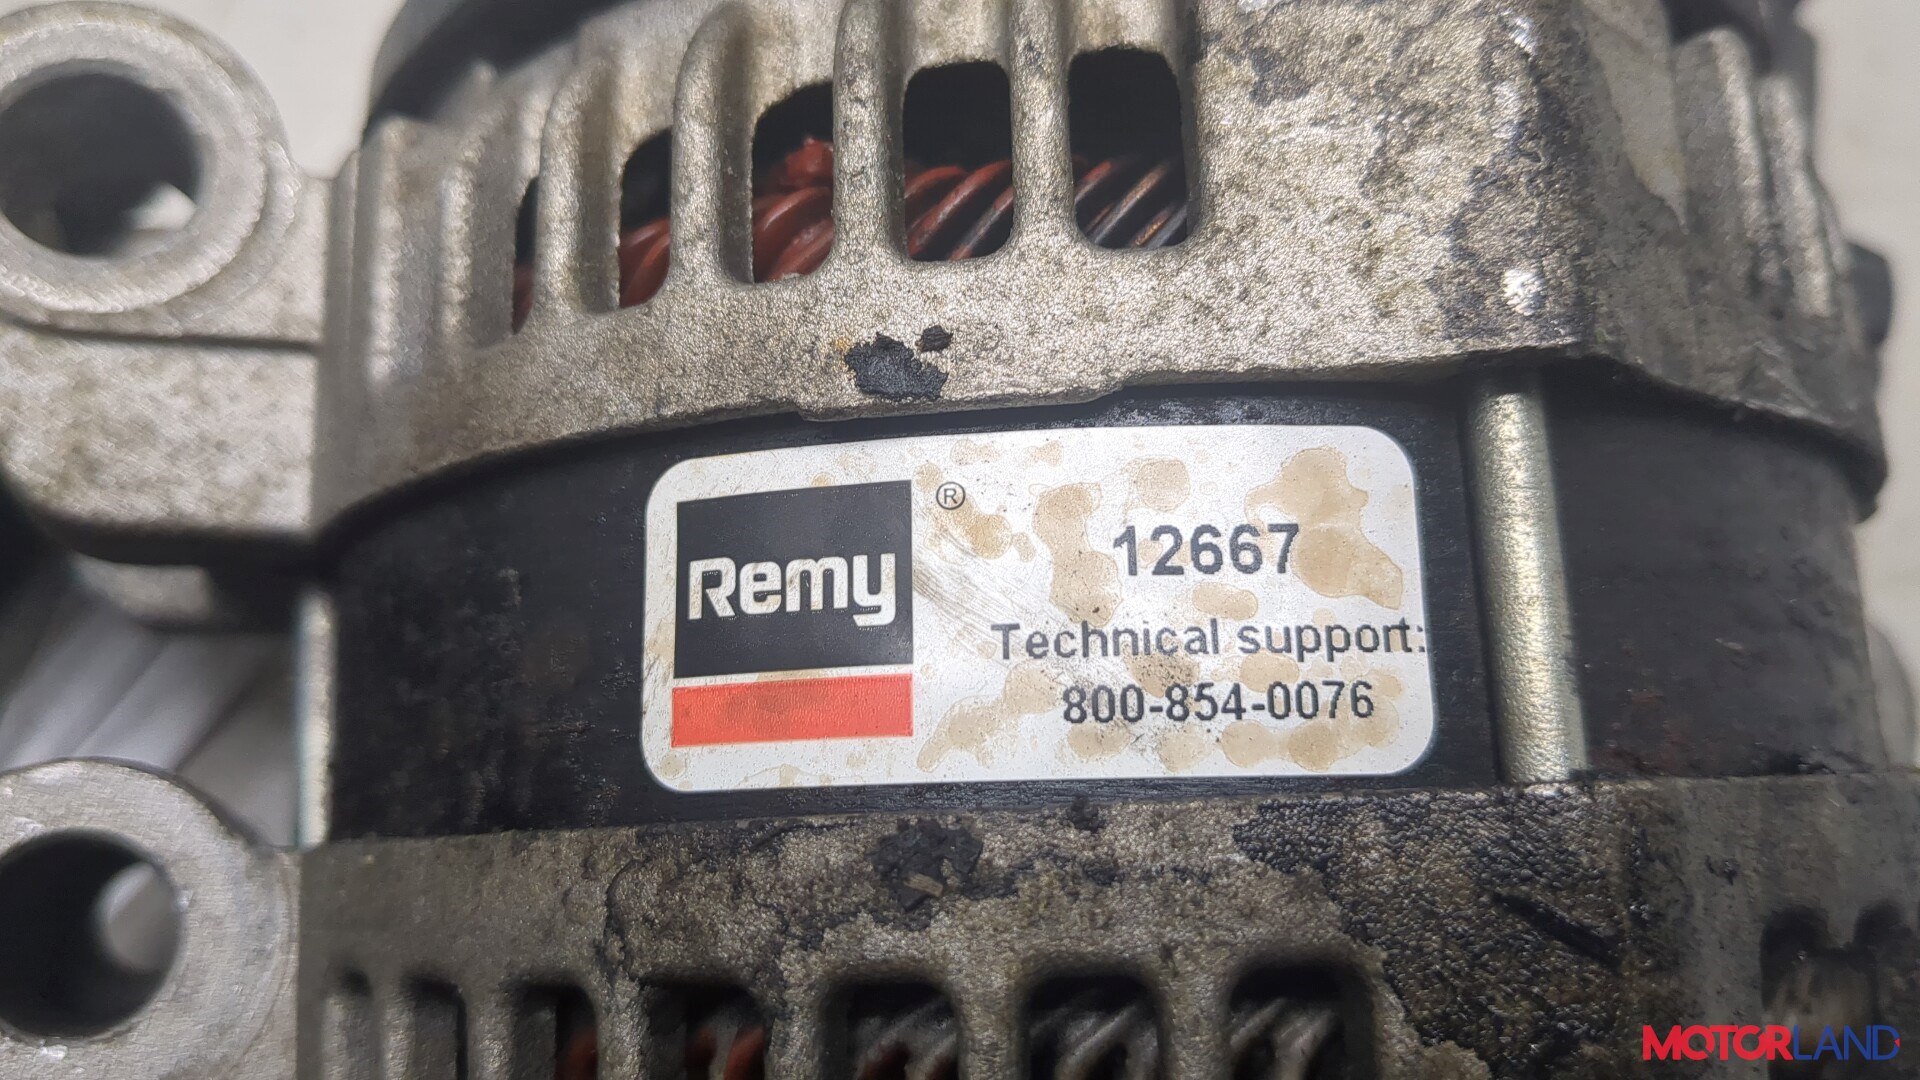 Remy ®
12667
Technical support:
800-854-0076
MOTORLAND